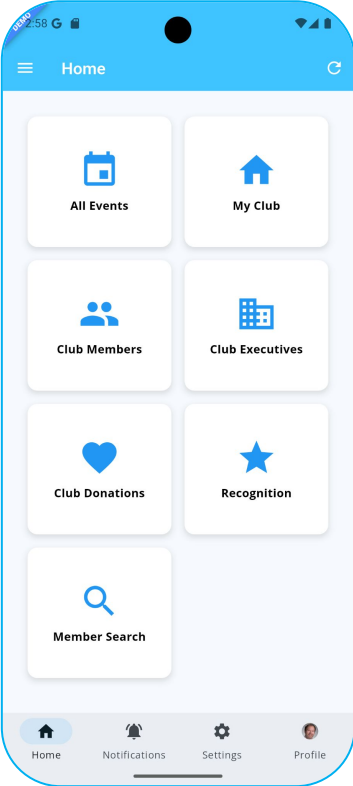 DEMO
2:58 G
Home
All Events
My Club
Club Members
Club Executives
Club Donations
Recognition
Member Search
Home
Notifications
Settings
Profile